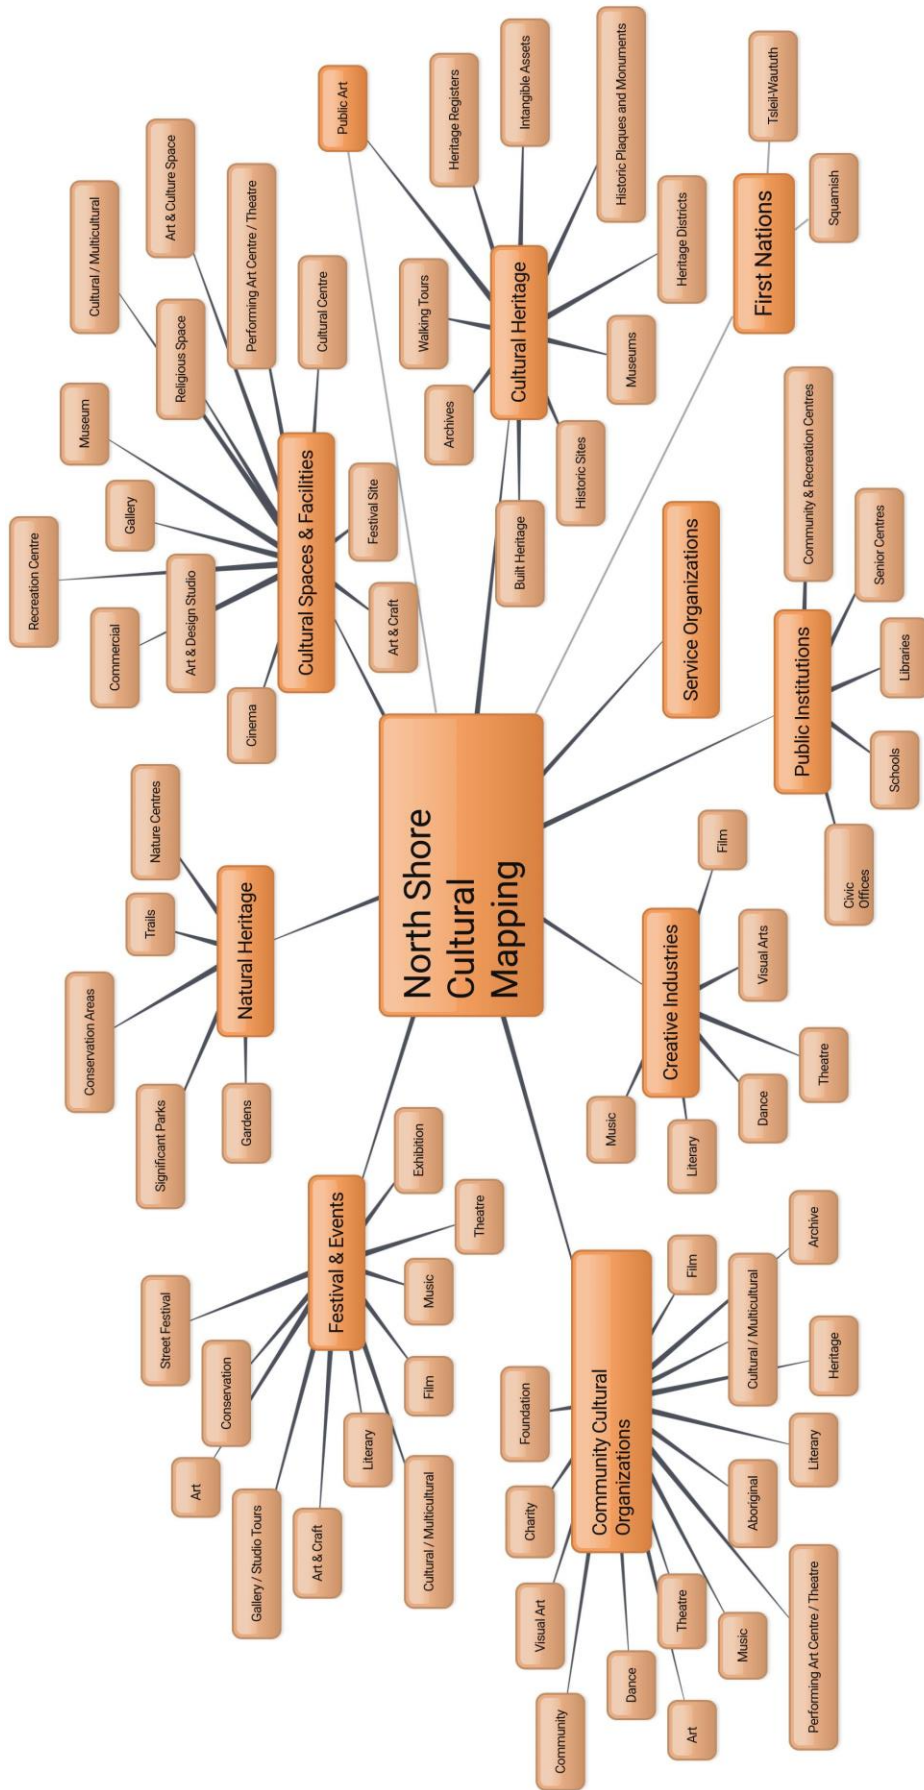 North Shore
Cultural
Mapping
Festival & Events
Street Festival
Conservation
Art
Gallery / Studio Tours
Art & Craft
Literary
Cultural / Multicultural
Film
Music
Theatre
Exhibition
Natural Heritage
Conservation Areas
Trails
Nature Centres
Significant Parks
Gardens
Cultural Spaces & Facilities
Recreation Centre
Commercial
Gallery
Museum
Cultural / Multicultural
Art & Culture Space
Religious Space
Performing Art Centre / Theatre
Cultural Centre
Art & Design Studio
Cinema
Art & Craft
Festival Site
Public Art
Cultural Heritage
Heritage Registers
Intangible Assets
Historic Plaques and Monuments
Heritage Districts
Museums
Historic Sites
Built Heritage
Archives
Walking Tours
First Nations
Tsleil-Waututh
Squamish
Service Organizations
Public Institutions
Community & Recreation Centres
Senior Centres
Libraries
Schools
Civic
Offices
Creative Industries
Film
Visual Arts
Theatre
Dance
Literary
Music
Community Cultural
Organizations
Foundation
Charity
Visual Art
Community
Dance
Art
Theatre
Music
Performing Art Centre / Theatre
Aboriginal
Literary
Heritage
Cultural / Multicultural
Archive
Film